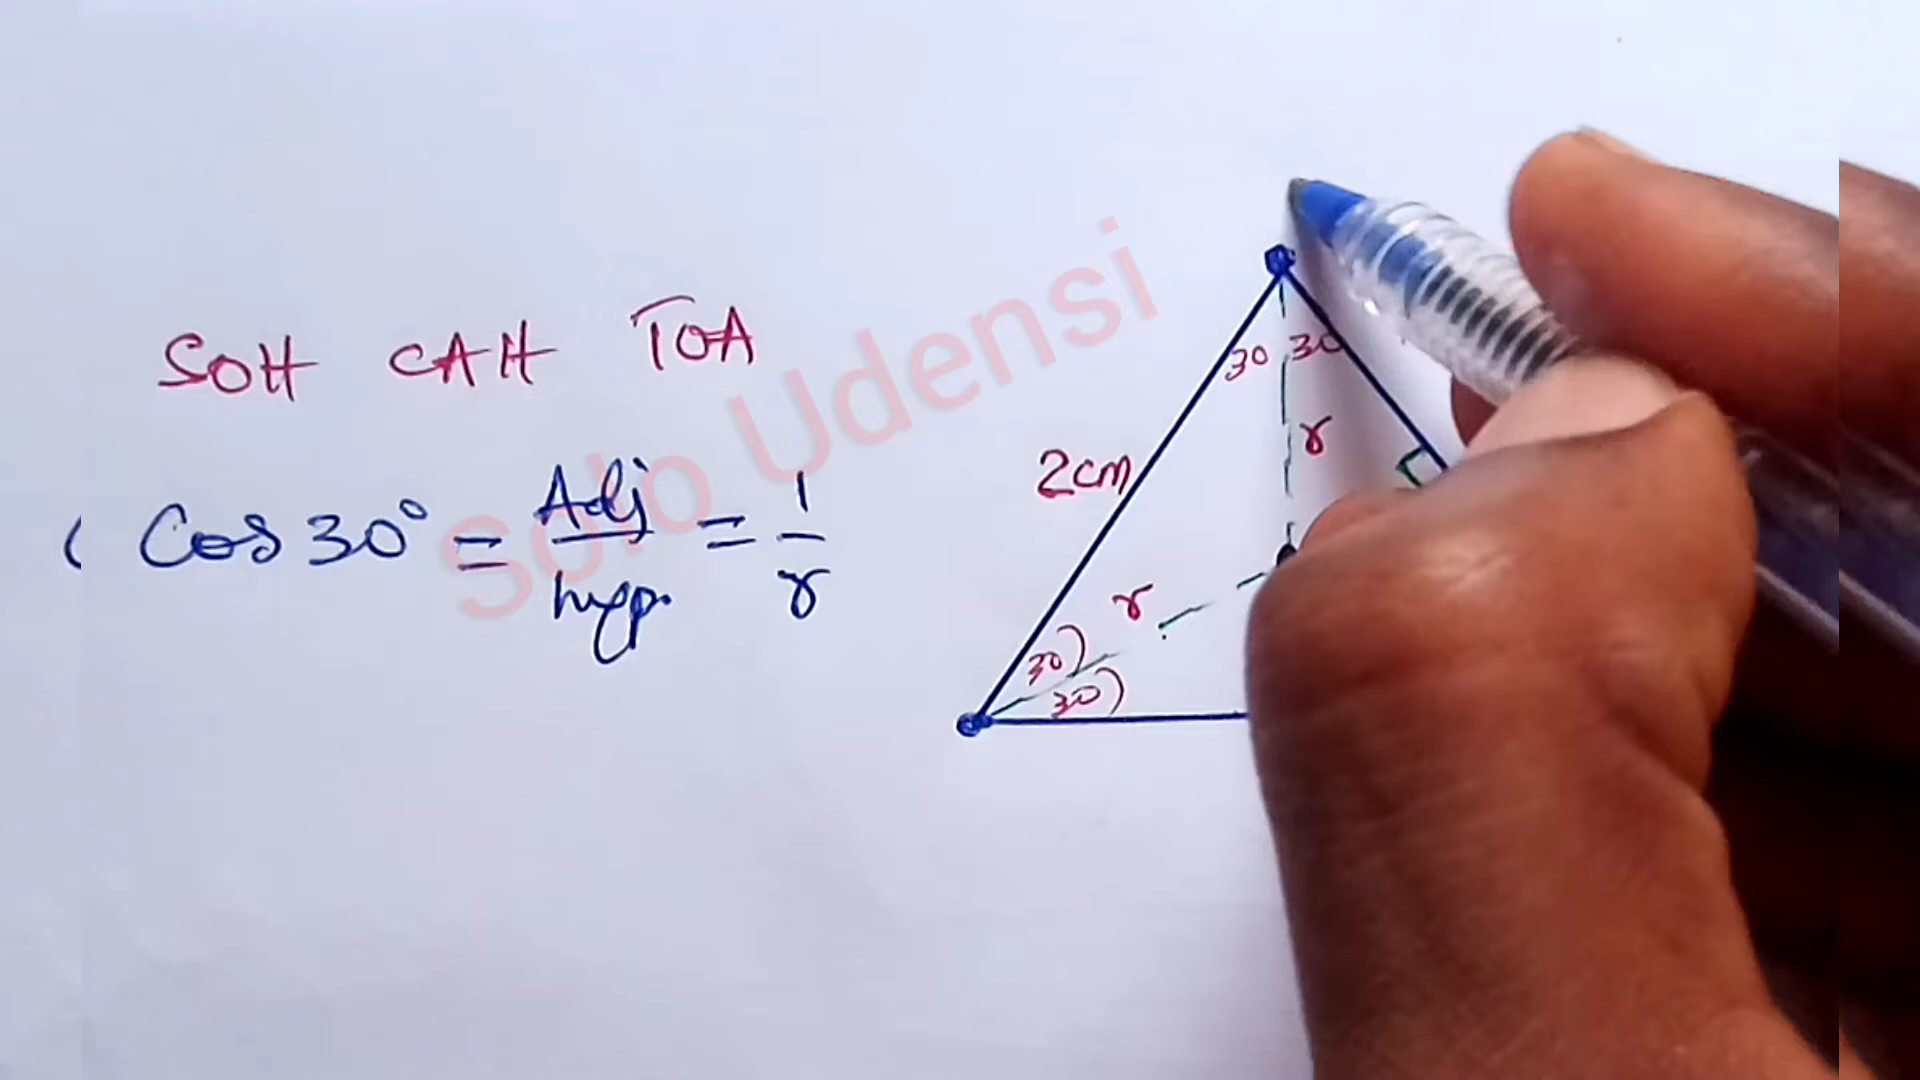 SOH CAH TOA
Cos 30° = Adj/hyp. = 1/r
2cm
30 30
r
r
30)
30)
Solo Udensi